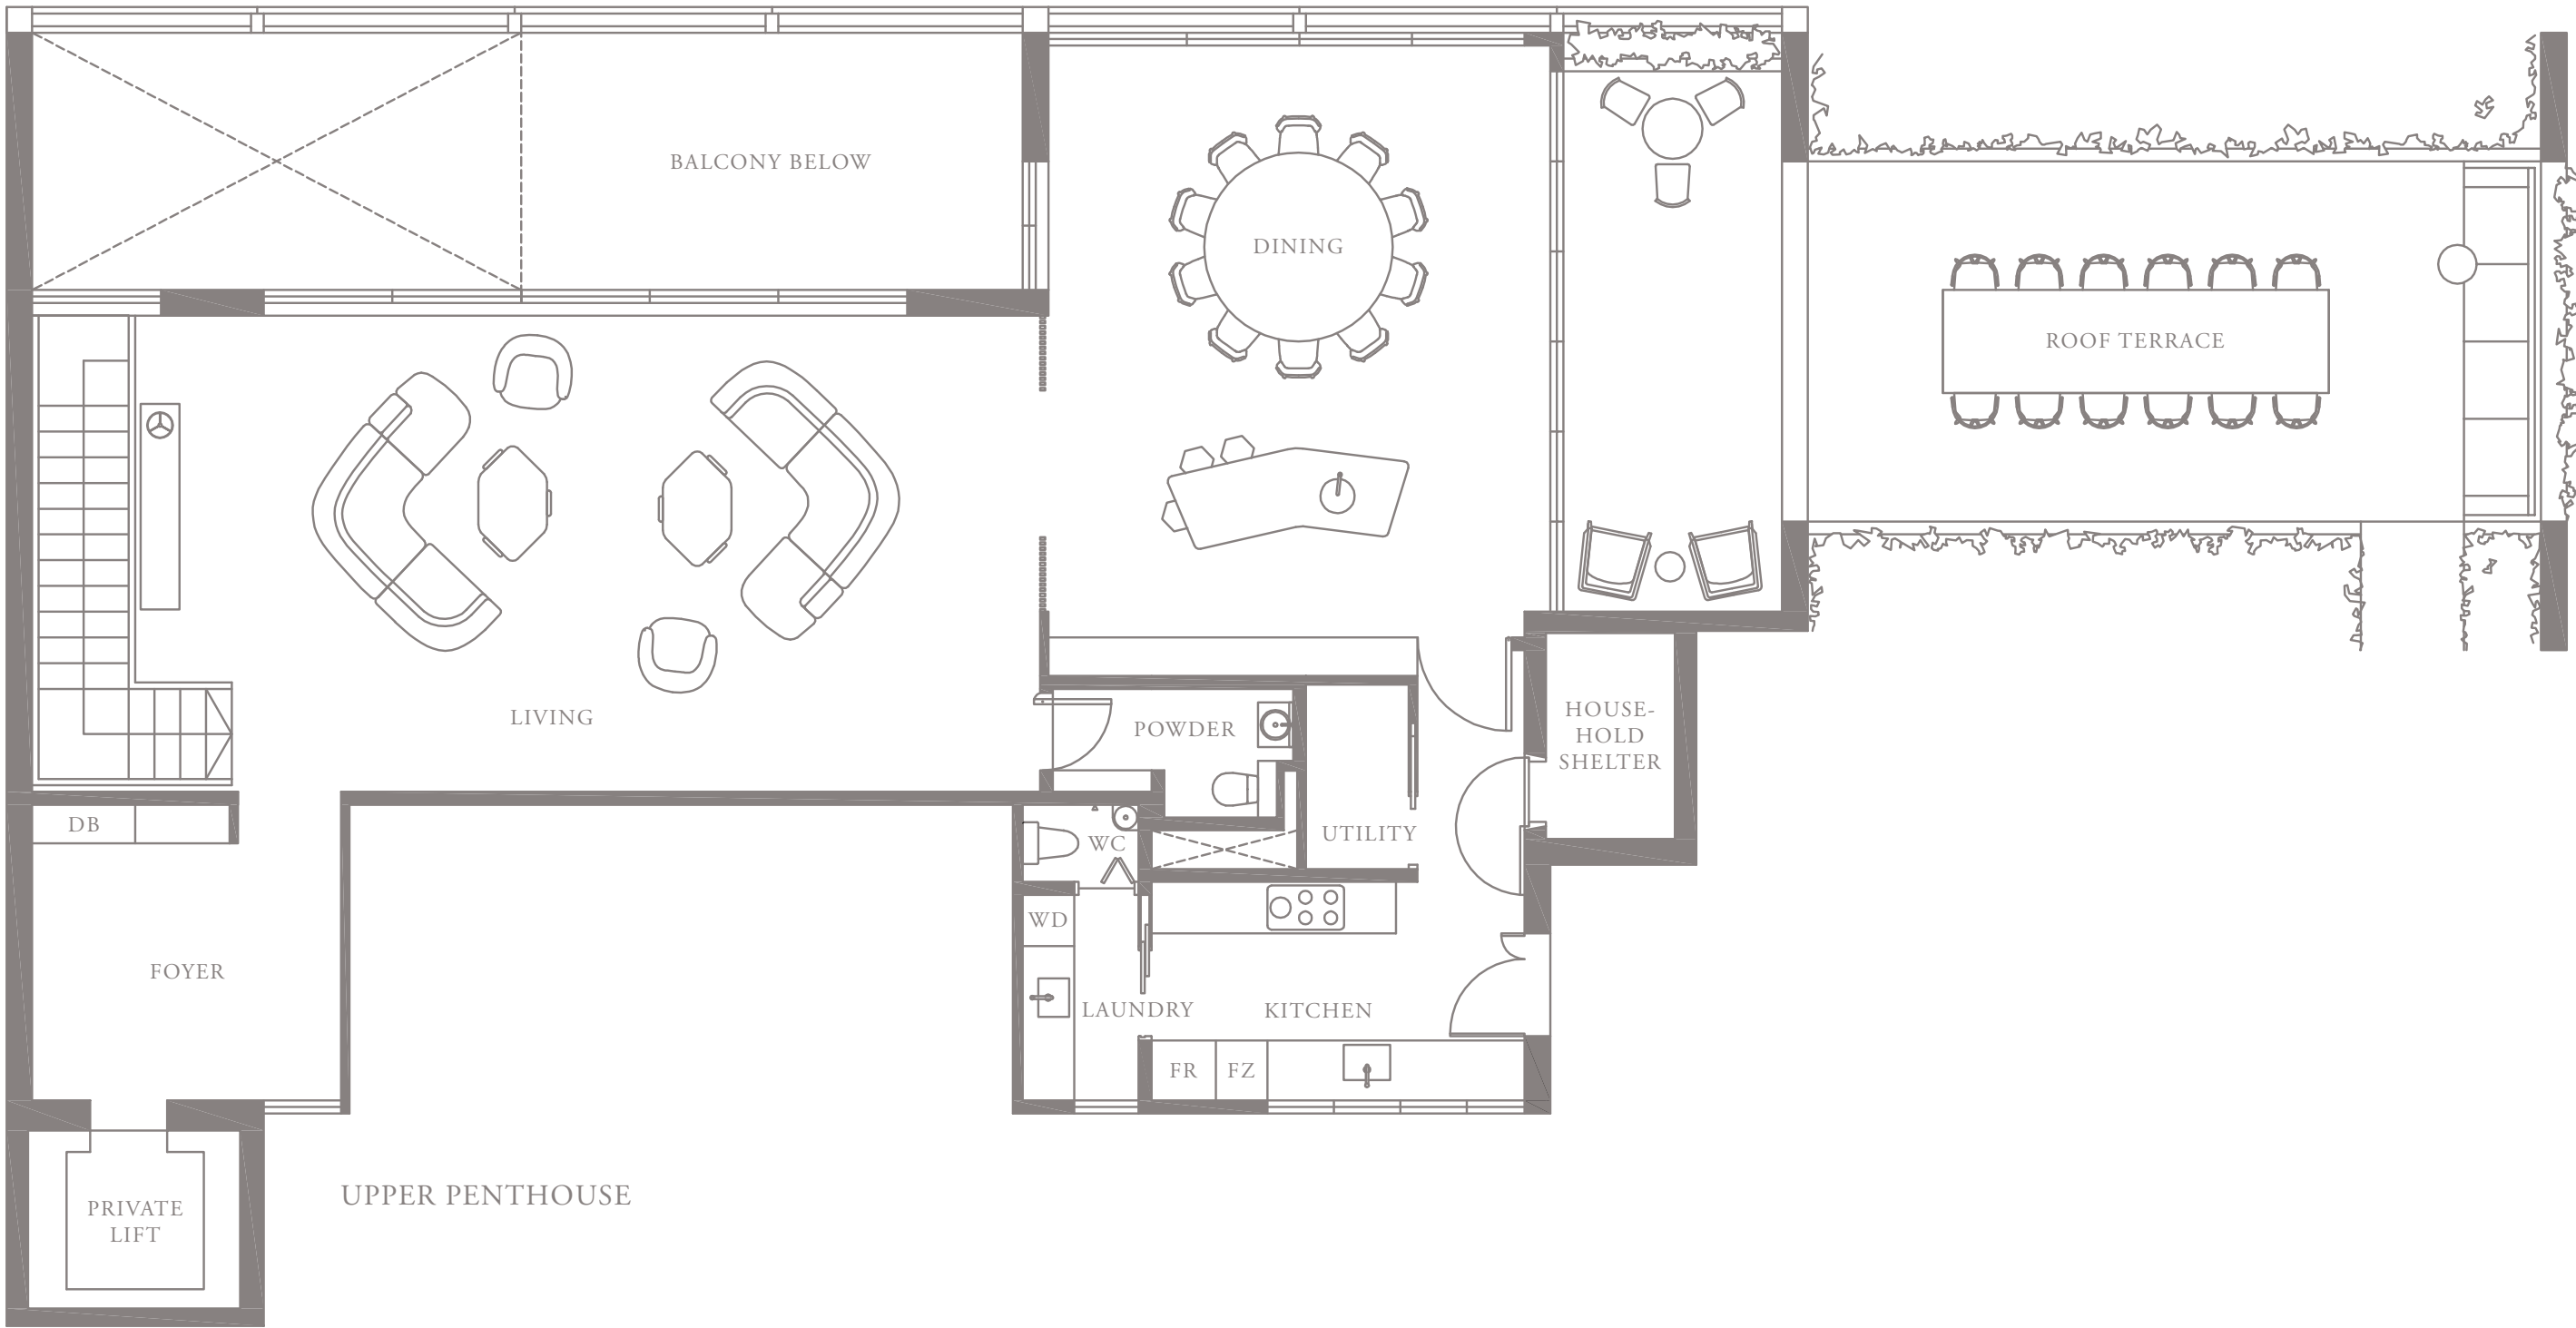 BALCONY BELOW
DINING
ROOF TERRACE
LIVING
POWDER
HOUSE-
HOLD
SHELTER
DB
UTILITY
WC
WD
FOYER
LAUNDRY
KITCHEN
FR
FZ
UPPER PENTHOUSE
PRIVATE
LIFT